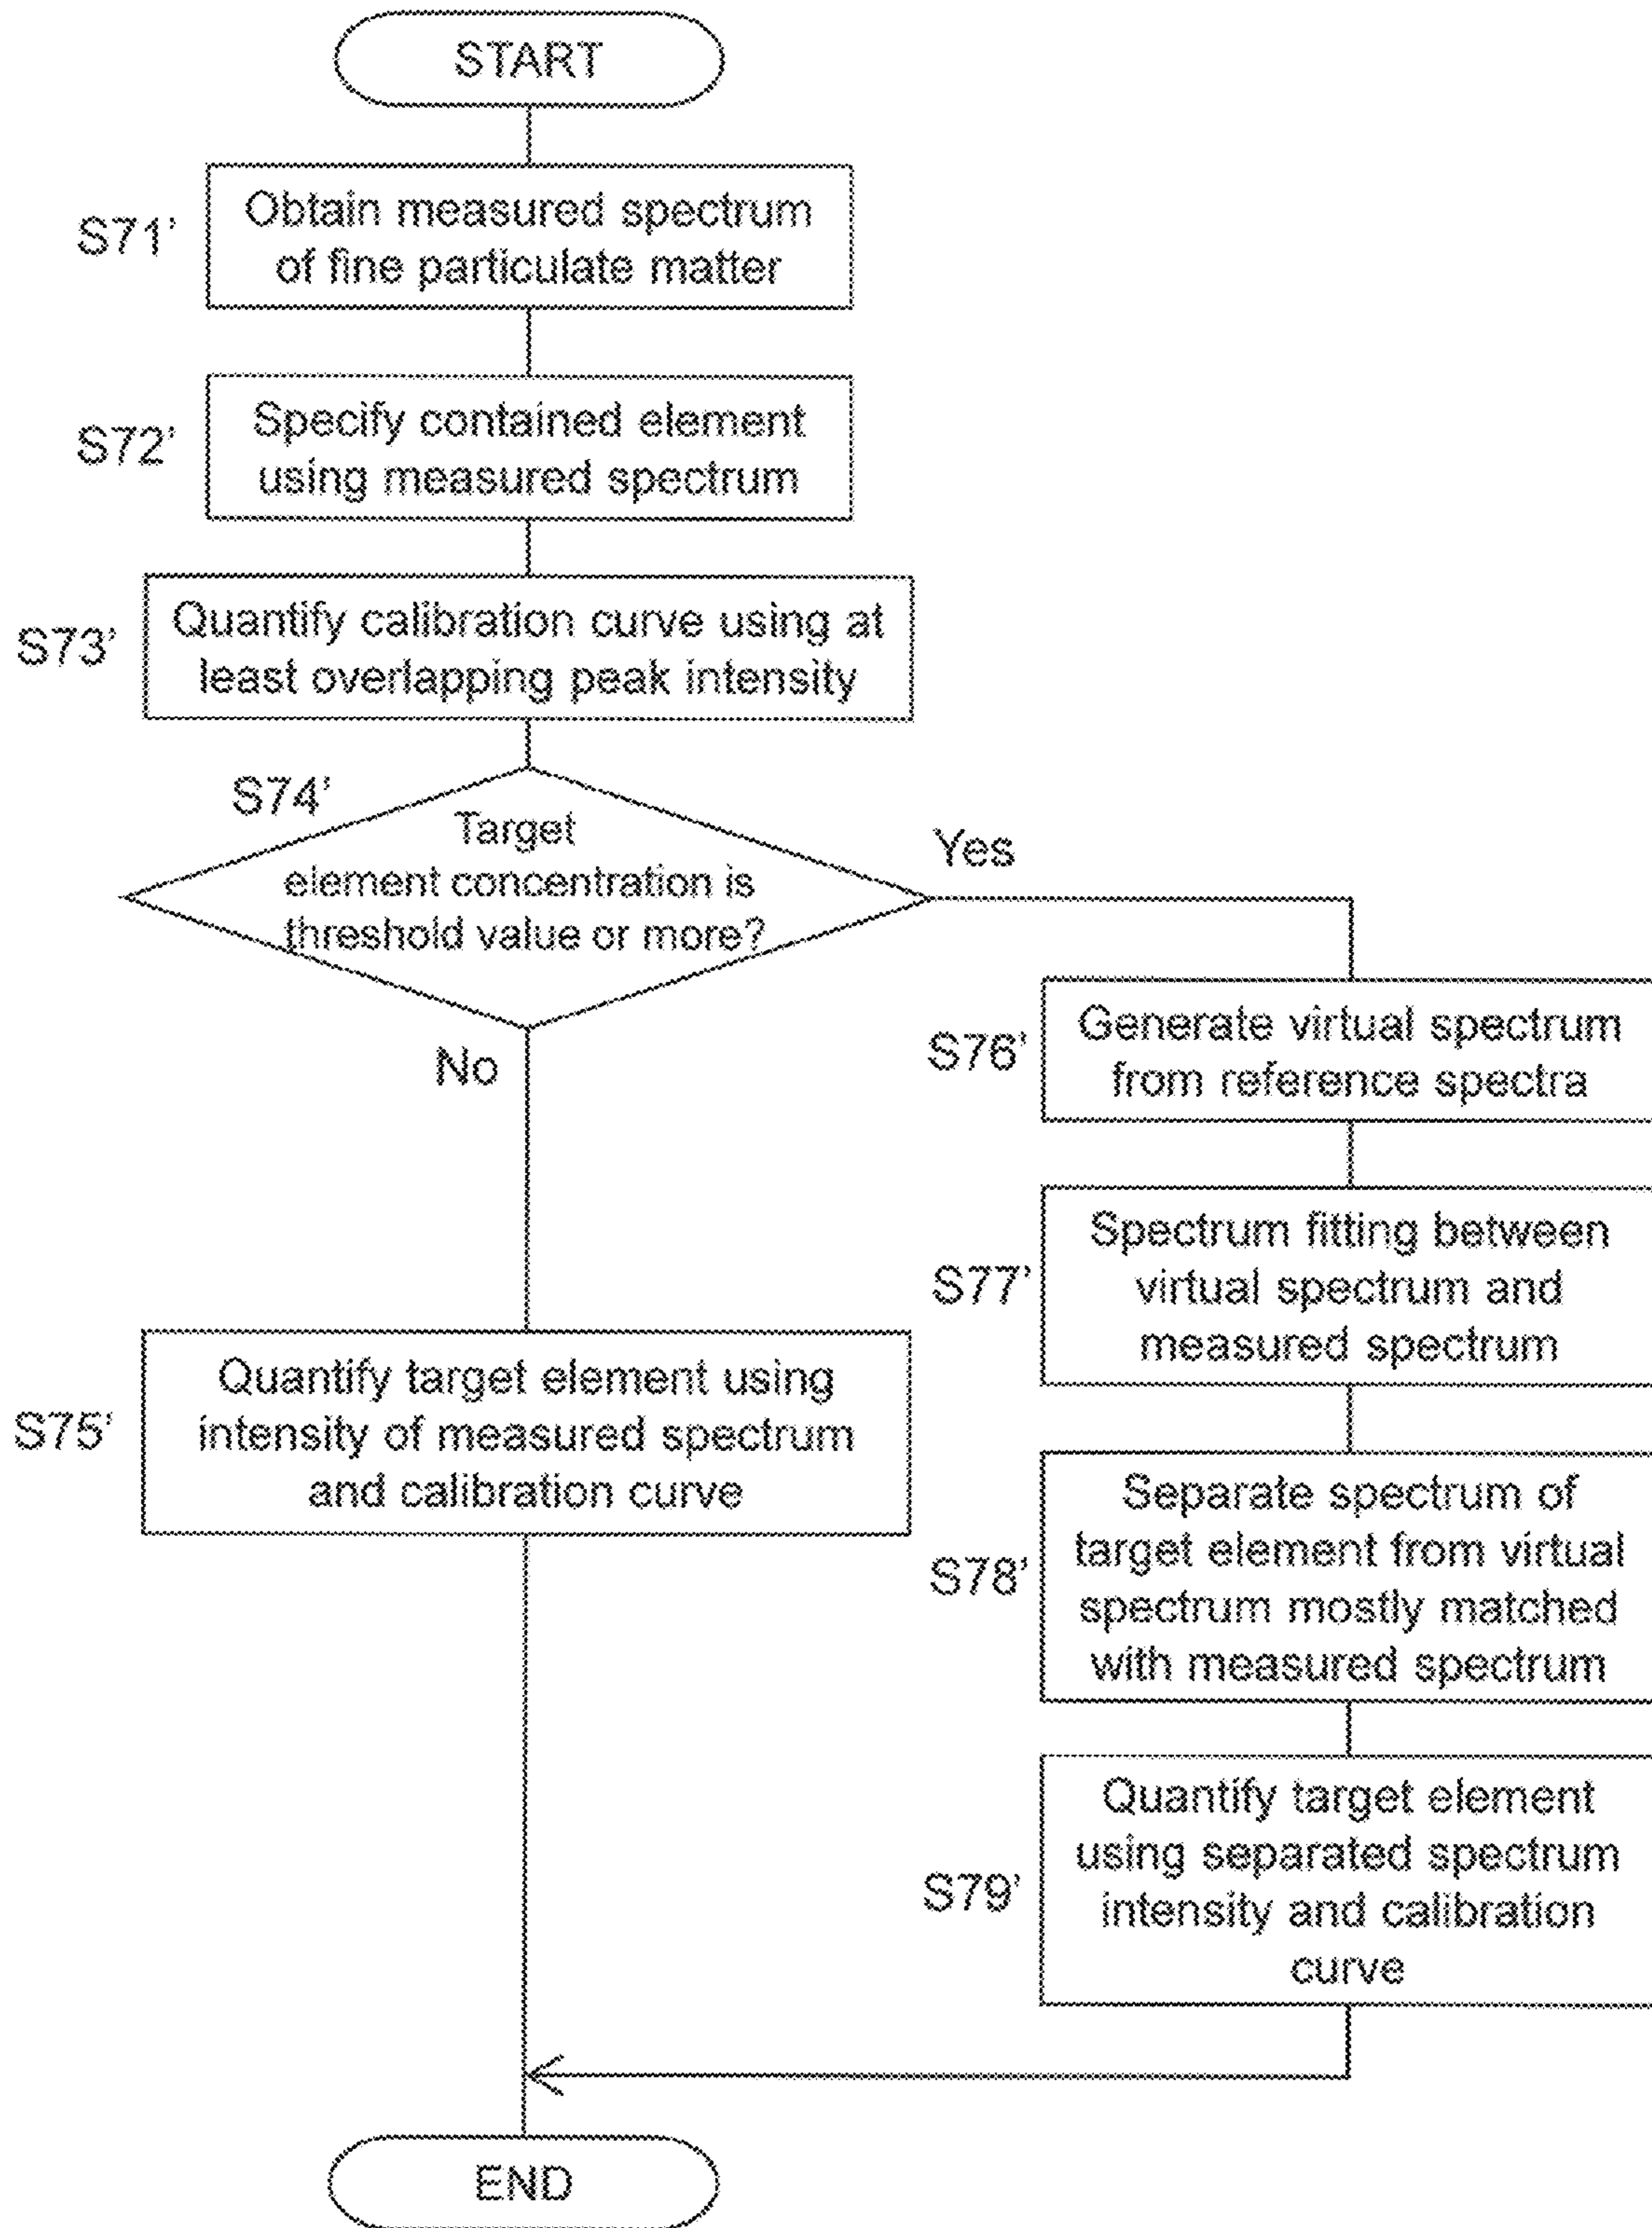 START
S71’
Obtain measured spectrum
of fine particulate matter
S72’
Specify contained element
using measured spectrum
S73’
Quantify calibration curve using at
least overlapping peak intensity
S74’
Target
element concentration is
threshold value or more?
Yes
No
S75’
Quantify target element using
intensity of measured spectrum
and calibration curve
S76’
Generate virtual spectrum
from reference spectra
S77’
Spectrum fitting between
virtual spectrum and
measured spectrum
S78’
Separate spectrum of
target element from virtual
spectrum mostly matched
with measured spectrum
S79’
Quantify target element
using separated spectrum
intensity and calibration
curve
END